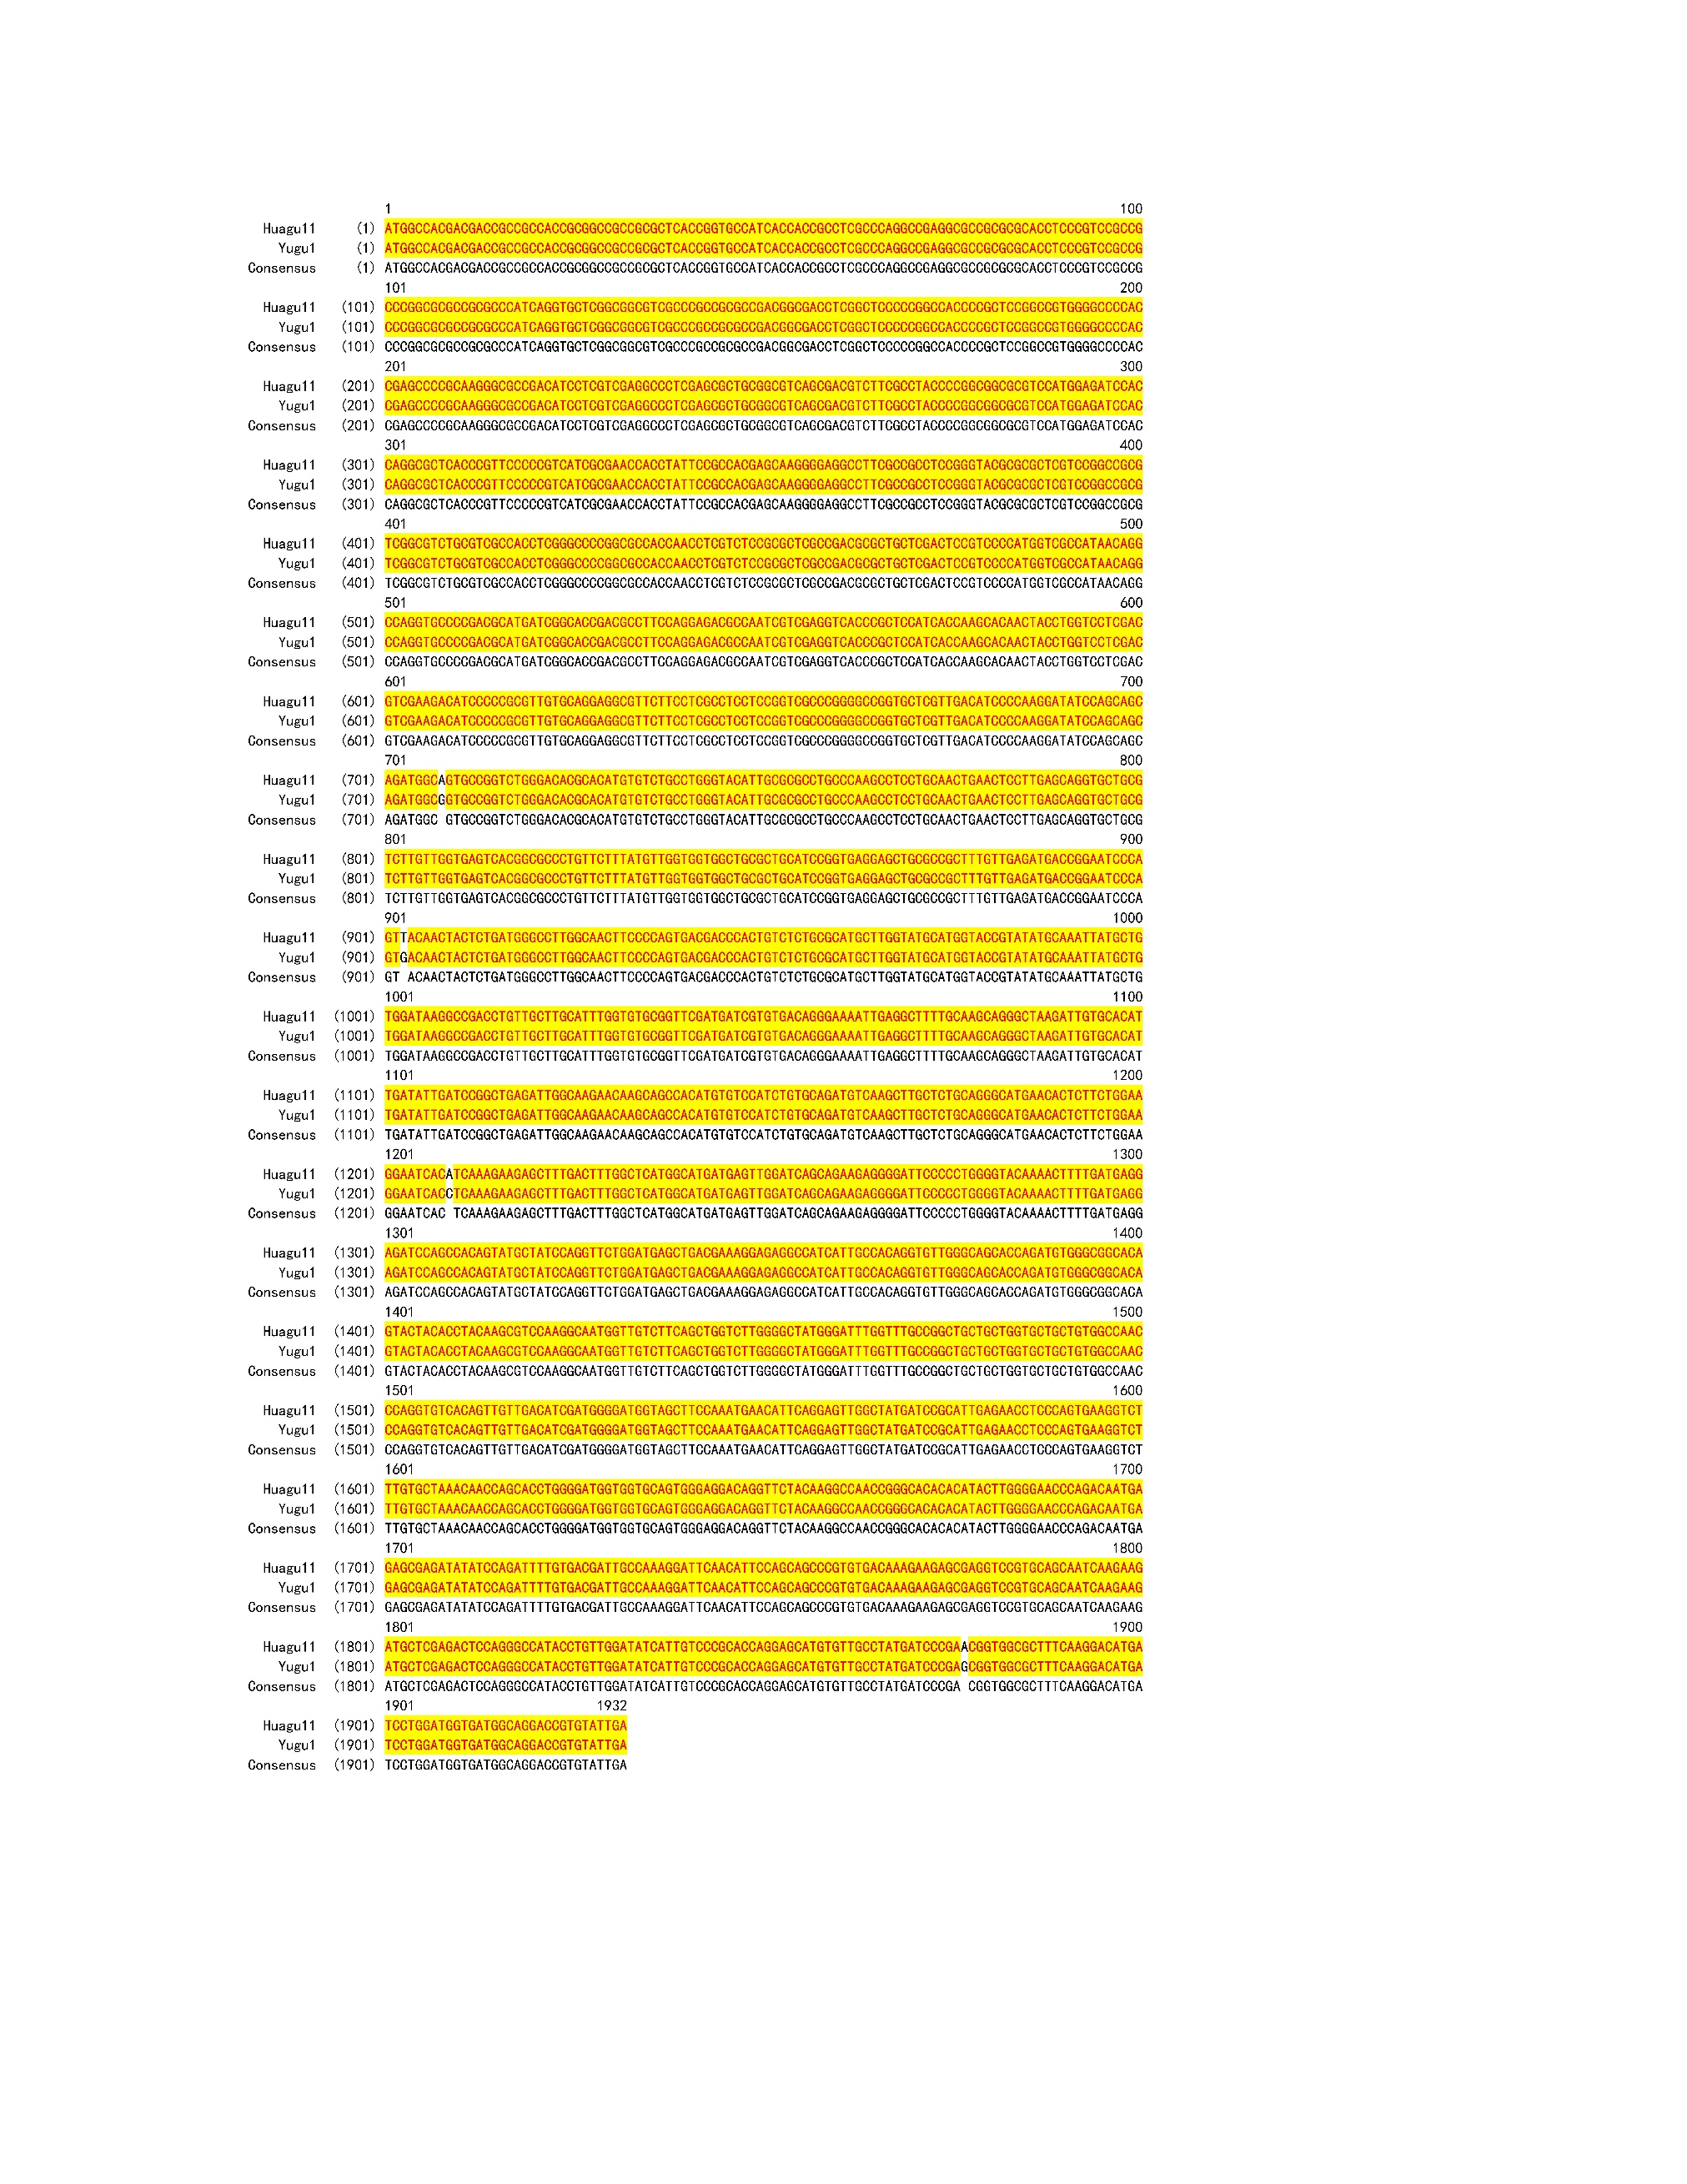 1 100
Huagu11 (1) ATGGCCACGACGACCGCCGCCACCGCGGCCGCCGCGCTCACCGGTGCCATCACCACCGCCTCGCCCAGGCCGAGGCGCCGCGCGCACCTCCCGTCCGCCG
Yugu1 (1) ATGGCCACGACGACCGCCGCCACCGCGGCCGCCGCGCTCACCGGTGCCATCACCACCGCCTCGCCCAGGCCGAGGCGCCGCGCGCACCTCCCGTCCGCCG
Consensus (1) ATGGCCACGACGACCGCCGCCACCGCGGCCGCCGCGCTCACCGGTGCCATCACCACCGCCTCGCCCAGGCCGAGGCGCCGCGCGCACCTCCCGTCCGCCG
101 200
Huagu11 (101) CCCGGCGCGCCGCGCCCATCAGGTGCTCGGCGGCGTCGCCCGCCGCGCCGACGGCGACCTCGGCTCCCCCGGCCACCCCGCTCCGGCCGTGGGGCCCCAC
Yugu1 (101) CCCGGCGCGCCGCGCCCATCAGGTGCTCGGCGGCGTCGCCCGCCGCGCCGACGGCGACCTCGGCTCCCCCGGCCACCCCGCTCCGGCCGTGGGGCCCCAC
Consensus (101) CCCGGCGCGCCGCGCCCATCAGGTGCTCGGCGGCGTCGCCCGCCGCGCCGACGGCGACCTCGGCTCCCCCGGCCACCCCGCTCCGGCCGTGGGGCCCCAC
201 300
Huagu11 (201) CGAGCCCCGCAAGGGCGCCGACATCCTCGTCGAGGCCCTCGAGCGCTGCGGCGTCAGCGACGTCTTCGCCTACCCCGGCGGCGCGTCCATGGAGATCCAC
Yugu1 (201) CGAGCCCCGCAAGGGCGCCGACATCCTCGTCGAGGCCCTCGAGCGCTGCGGCGTCAGCGACGTCTTCGCCTACCCCGGCGGCGCGTCCATGGAGATCCAC
Consensus (201) CGAGCCCCGCAAGGGCGCCGACATCCTCGTCGAGGCCCTCGAGCGCTGCGGCGTCAGCGACGTCTTCGCCTACCCCGGCGGCGCGTCCATGGAGATCCAC
301 400
Huagu11 (301) CAGGCGCTCACCCGTTCCCCCGTCATCGCGAACCACCTATTCCGCCACGAGCAAGGGGAGGCCTTCGCCGCCTCCGGGTACGCGCGCTCGTCCGGCCGCG
Yugu1 (301) CAGGCGCTCACCCGTTCCCCCGTCATCGCGAACCACCTATTCCGCCACGAGCAAGGGGAGGCCTTCGCCGCCTCCGGGTACGCGCGCTCGTCCGGCCGCG
Consensus (301) CAGGCGCTCACCCGTTCCCCCGTCATCGCGAACCACCTATTCCGCCACGAGCAAGGGGAGGCCTTCGCCGCCTCCGGGTACGCGCGCTCGTCCGGCCGCG
401 500
Huagu11 (401) TCGGCGTCTGCGTCGCCACCTCGGGCCCCGGCGCCACCAACCTCGTCTCCGCGCTCGCCGACGCGCTGCTCGACTCCGTCCCCATGGTCGCCATAACAGG
Yugu1 (401) TCGGCGTCTGCGTCGCCACCTCGGGCCCCGGCGCCACCAACCTCGTCTCCGCGCTCGCCGACGCGCTGCTCGACTCCGTCCCCATGGTCGCCATAACAGG
Consensus (401) TCGGCGTCTGCGTCGCCACCTCGGGCCCCGGCGCCACCAACCTCGTCTCCGCGCTCGCCGACGCGCTGCTCGACTCCGTCCCCATGGTCGCCATAACAGG
501 600
Huagu11 (501) CCAGGTGCCCCGACGCATGATCGGCACCGACGCCTTCCAGGAGACGCCAATCGTCGAGGTCACCCGCTCCATCACCAAGCACAACTACCTGGTCCTCGAC
Yugu1 (501) CCAGGTGCCCCGACGCATGATCGGCACCGACGCCTTCCAGGAGACGCCAATCGTCGAGGTCACCCGCTCCATCACCAAGCACAACTACCTGGTCCTCGAC
Consensus (501) CCAGGTGCCCCGACGCATGATCGGCACCGACGCCTTCCAGGAGACGCCAATCGTCGAGGTCACCCGCTCCATCACCAAGCACAACTACCTGGTCCTCGAC
601 700
Huagu11 (601) GTCGAAGACATCCCCCGCGTTGTGCAGGAGGCGTTCTTCCTCGCCTCCTCCGGTCGCCCGGGGCCGGTGCTCGTTGACATCCCCAAGGATATCCAGCAGC
Yugu1 (601) GTCGAAGACATCCCCCGCGTTGTGCAGGAGGCGTTCTTCCTCGCCTCCTCCGGTCGCCCGGGGCCGGTGCTCGTTGACATCCCCAAGGATATCCAGCAGC
Consensus (601) GTCGAAGACATCCCCCGCGTTGTGCAGGAGGCGTTCTTCCTCGCCTCCTCCGGTCGCCCGGGGCCGGTGCTCGTTGACATCCCCAAGGATATCCAGCAGC
701 800
Huagu11 (701) AGATGGCAGTGCCGGTCTGGGACACGCACATGTGTCTGCCTGGGTACATTGCGCGCCTGCCCAAGCCTCCTGCAACTGAACTCCTTGAGCAGGTGCTGCG
Yugu1 (701) AGATGGCGGTGCCGGTCTGGGACACGCACATGTGTCTGCCTGGGTACATTGCGCGCCTGCCCAAGCCTCCTGCAACTGAACTCCTTGAGCAGGTGCTGCG
Consensus (701) AGATGGC GTGCCGGTCTGGGACACGCACATGTGTCTGCCTGGGTACATTGCGCGCCTGCCCAAGCCTCCTGCAACTGAACTCCTTGAGCAGGTGCTGCG
801 900
Huagu11 (801) TCTTGTTGGTGAGTCACGGCGCCCTGTTCTTTATGTTGGTGGTGGCTGCGCTGCATCCGGTGAGGAGCTGCGCCGCTTTGTTGAGATGACCGGAATCCCA
Yugu1 (801) TCTTGTTGGTGAGTCACGGCGCCCTGTTCTTTATGTTGGTGGTGGCTGCGCTGCATCCGGTGAGGAGCTGCGCCGCTTTGTTGAGATGACCGGAATCCCA
Consensus (801) TCTTGTTGGTGAGTCACGGCGCCCTGTTCTTTATGTTGGTGGTGGCTGCGCTGCATCCGGTGAGGAGCTGCGCCGCTTTGTTGAGATGACCGGAATCCCA
901 1000
Huagu11 (901) GTTACAACTACTCTGATGGGCCTTGGCAACTTCCCCAGTGACGACCCACTGTCTCTGCGCATGCTTGGTATGCATGGTACCGTATATGCAAATTATGCTG
Yugu1 (901) GTGACAACTACTCTGATGGGCCTTGGCAACTTCCCCAGTGACGACCCACTGTCTCTGCGCATGCTTGGTATGCATGGTACCGTATATGCAAATTATGCTG
Consensus (901) GT ACAACTACTCTGATGGGCCTTGGCAACTTCCCCAGTGACGACCCACTGTCTCTGCGCATGCTTGGTATGCATGGTACCGTATATGCAAATTATGCTG
1001 1100
Huagu11 (1001) TGGATAAGGCCGACCTGTTGCTTGCATTTGGTGTGCGGTTCGATGATCGTGTGACAGGGAAAATTGAGGCTTTTGCAAGCAGGGCTAAGATTGTGCACAT
Yugu1 (1001) TGGATAAGGCCGACCTGTTGCTTGCATTTGGTGTGCGGTTCGATGATCGTGTGACAGGGAAAATTGAGGCTTTTGCAAGCAGGGCTAAGATTGTGCACAT
Consensus (1001) TGGATAAGGCCGACCTGTTGCTTGCATTTGGTGTGCGGTTCGATGATCGTGTGACAGGGAAAATTGAGGCTTTTGCAAGCAGGGCTAAGATTGTGCACAT
1101 1200
Huagu11 (1101) TGATATTGATCCGGCTGAGATTGGCAAGAACAAGCAGCCACATGTGTCCATCTGTGCAGATGTCAAGCTTGCTCTGCAGGGCATGAACACTCTTCTGGAA
Yugu1 (1101) TGATATTGATCCGGCTGAGATTGGCAAGAACAAGCAGCCACATGTGTCCATCTGTGCAGATGTCAAGCTTGCTCTGCAGGGCATGAACACTCTTCTGGAA
Consensus (1101) TGATATTGATCCGGCTGAGATTGGCAAGAACAAGCAGCCACATGTGTCCATCTGTGCAGATGTCAAGCTTGCTCTGCAGGGCATGAACACTCTTCTGGAA
1201 1300
Huagu11 (1201) GGAATCACATCAAAGAAGAGCTTTGACTTTGGCTCATGGCATGATGAGTTGGATCAGCAGAAGAGGGGATTCCCCCTGGGGTACAAAACTTTTGATGAGG
Yugu1 (1201) GGAATCACCTCAAAGAAGAGCTTTGACTTTGGCTCATGGCATGATGAGTTGGATCAGCAGAAGAGGGGATTCCCCCTGGGGTACAAAACTTTTGATGAGG
Consensus (1201) GGAATCAC TCAAAGAAGAGCTTTGACTTTGGCTCATGGCATGATGAGTTGGATCAGCAGAAGAGGGGATTCCCCCTGGGGTACAAAACTTTTGATGAGG
1301 1400
Huagu11 (1301) AGATCCAGCCACAGTATGCTATCCAGGTTCTGGATGAGCTGACGAAAGGAGAGGCCATCATTGCCACAGGTGTTGGGCAGCACCAGATGTGGGCGGCACA
Yugu1 (1301) AGATCCAGCCACAGTATGCTATCCAGGTTCTGGATGAGCTGACGAAAGGAGAGGCCATCATTGCCACAGGTGTTGGGCAGCACCAGATGTGGGCGGCACA
Consensus (1301) AGATCCAGCCACAGTATGCTATCCAGGTTCTGGATGAGCTGACGAAAGGAGAGGCCATCATTGCCACAGGTGTTGGGCAGCACCAGATGTGGGCGGCACA
1401 1500
Huagu11 (1401) GTACTACACCTACAAGCGTCCAAGGCAATGGTTGTCTTCAGCTGGTCTTGGGGCTATGGGATTTGGTTTGCCGGCTGCTGCTGGTGCTGCTGTGGCCAAC
Yugu1 (1401) GTACTACACCTACAAGCGTCCAAGGCAATGGTTGTCTTCAGCTGGTCTTGGGGCTATGGGATTTGGTTTGCCGGCTGCTGCTGGTGCTGCTGTGGCCAAC
Consensus (1401) GTACTACACCTACAAGCGTCCAAGGCAATGGTTGTCTTCAGCTGGTCTTGGGGCTATGGGATTTGGTTTGCCGGCTGCTGCTGGTGCTGCTGTGGCCAAC
1501 1600
Huagu11 (1501) CCAGGTGTCACAGTTGTTGACATCGATGGGGATGGTAGCTTCCAAATGAACATTCAGGAGTTGGCTATGATCCGCATTGAGAACCTCCCAGTGAAGGTCT
Yugu1 (1501) CCAGGTGTCACAGTTGTTGACATCGATGGGGATGGTAGCTTCCAAATGAACATTCAGGAGTTGGCTATGATCCGCATTGAGAACCTCCCAGTGAAGGTCT
Consensus (1501) CCAGGTGTCACAGTTGTTGACATCGATGGGGATGGTAGCTTCCAAATGAACATTCAGGAGTTGGCTATGATCCGCATTGAGAACCTCCCAGTGAAGGTCT
1601 1700
Huagu11 (1601) TTGTGCTAAACAACCAGCACCTGGGGATGGTGGTGCAGTGGGAGGACAGGTTCTACAAGGCCAACCGGGCACACACATACTTGGGGAACCCAGACAATGA
Yugu1 (1601) TTGTGCTAAACAACCAGCACCTGGGGATGGTGGTGCAGTGGGAGGACAGGTTCTACAAGGCCAACCGGGCACACACATACTTGGGGAACCCAGACAATGA
Consensus (1601) TTGTGCTAAACAACCAGCACCTGGGGATGGTGGTGCAGTGGGAGGACAGGTTCTACAAGGCCAACCGGGCACACACATACTTGGGGAACCCAGACAATGA
1701 1800
Huagu11 (1701) GAGCGAGATATATCCAGATTTTGTGACGATTGCCAAAGGATTCAACATTCCAGCAGCCCGTGTGACAAAGAAGAGCGAGGTCCGTGCAGCAATCAAGAAG
Yugu1 (1701) GAGCGAGATATATCCAGATTTTGTGACGATTGCCAAAGGATTCAACATTCCAGCAGCCCGTGTGACAAAGAAGAGCGAGGTCCGTGCAGCAATCAAGAAG
Consensus (1701) GAGCGAGATATATCCAGATTTTGTGACGATTGCCAAAGGATTCAACATTCCAGCAGCCCGTGTGACAAAGAAGAGCGAGGTCCGTGCAGCAATCAAGAAG
1801 1900
Huagu11 (1801) ATGCTCGAGACTCCAGGGCCATACCTGTTGGATATCATTGTCCCGCACCAGGAGCATGTGTTGCCTATGATCCCGAACGGTGGCGCTTTCAAGGACATGA
Yugu1 (1801) ATGCTCGAGACTCCAGGGCCATACCTGTTGGATATCATTGTCCCGCACCAGGAGCATGTGTTGCCTATGATCCCGAGCGGTGGCGCTTTCAAGGACATGA
Consensus (1801) ATGCTCGAGACTCCAGGGCCATACCTGTTGGATATCATTGTCCCGCACCAGGAGCATGTGTTGCCTATGATCCCGA CGGTGGCGCTTTCAAGGACATGA
1901 1932
Huagu11 (1901) TCCTGGATGGTGATGGCAGGACCGTGTATTGA
Yugu1 (1901) TCCTGGATGGTGATGGCAGGACCGTGTATTGA
Consensus (1901) TCCTGGATGGTGATGGCAGGACCGTGTATTGA